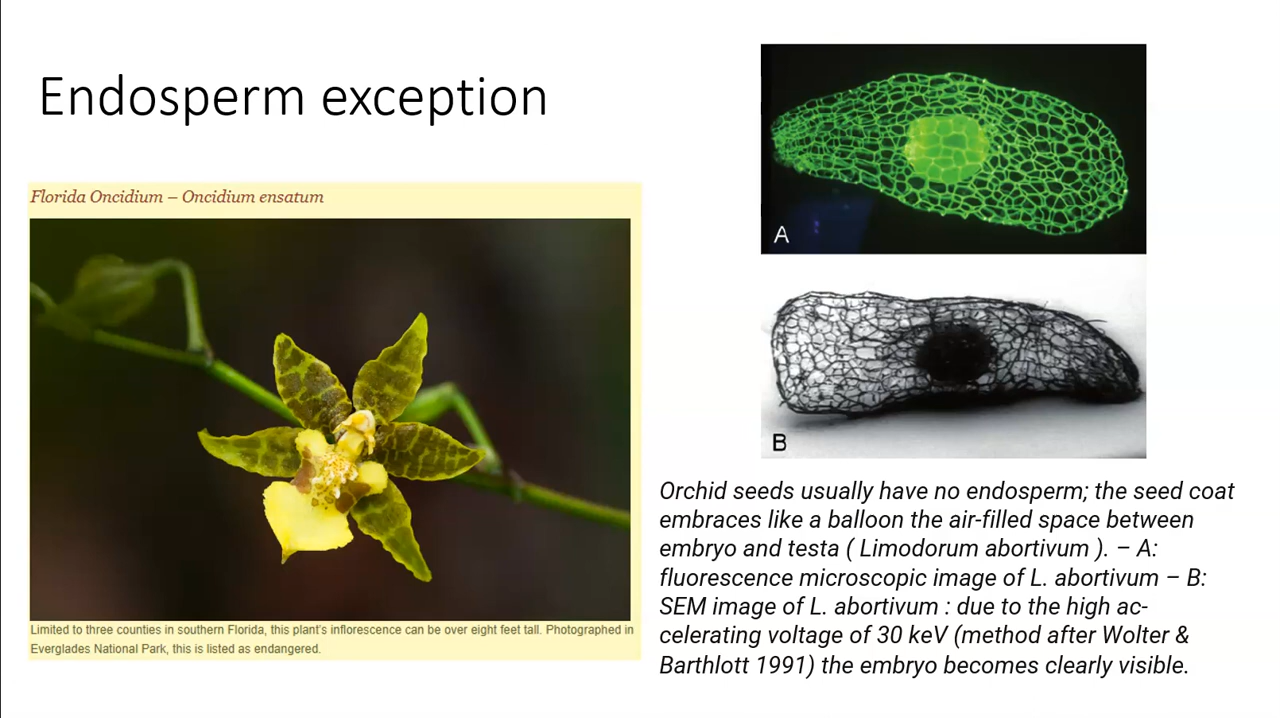 Endosperm exception
Florida Oncidium – Oncidium ensatum
Limited to three counties in southern Florida, this plant's inflorescence can be over eight feet tall. Photographed in
Everglades National Park, this is listed as endangered.
A
B
Orchid seeds usually have no endosperm; the seed coat
embraces like a balloon the air-filled space between
embryo and testa ( Limodorum abortivum ). – A:
fluorescence microscopic image of L. abortivum – B:
SEM image of L. abortivum : due to the high ac-
celerating voltage of 30 keV (method after Wolter &
Barthlott 1991) the embryo becomes clearly visible.